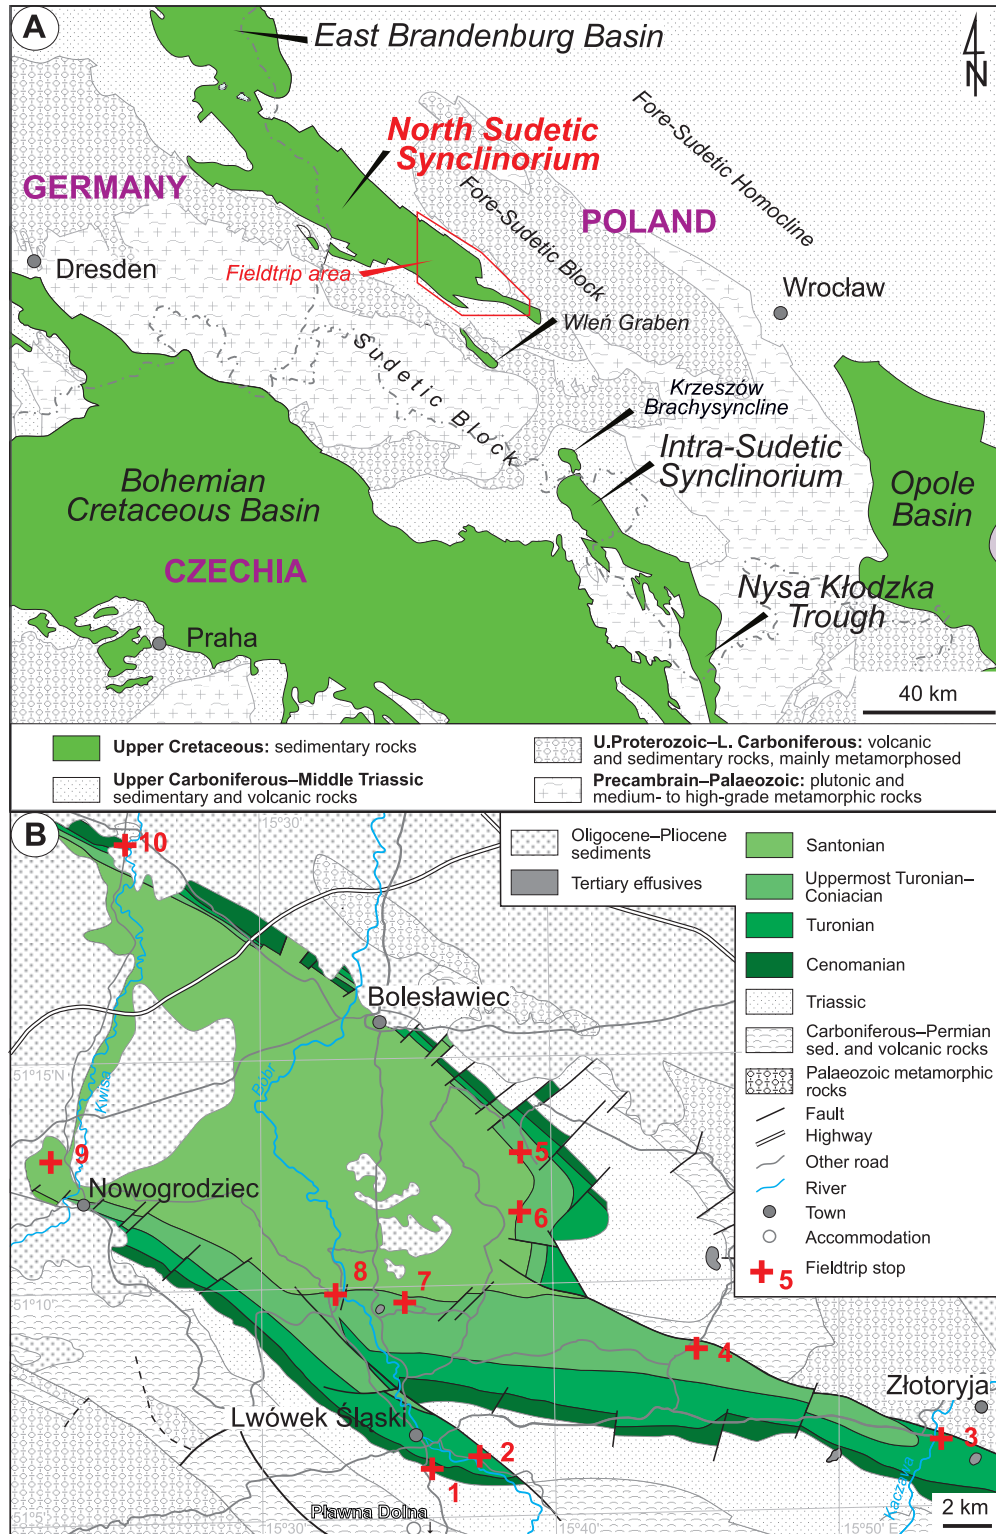 A
East Brandenburg Basin
N
North Sudetic
Synclinorium
Fore-Sudetic Homocline
GERMANY
Fore-Sudetic Block
POLAND
Dresden
Fieldtrip area
Wrocław
Wleń Graben
Sudetic Block
Krzeszów
Brachysyncline
Intra-Sudetic
Synclinorium
Bohemian
Cretaceous Basin
Opole
Basin
CZECHIA
Nysa Kłodzka
Trough
Praha
40 km
Upper Cretaceous: sedimentary rocks
Upper Carboniferous–Middle Triassic
sedimentary and volcanic rocks
U.Proterozoic–L. Carboniferous: volcanic
and sedimentary rocks, mainly metamorphosed
Precambrain–Palaeozoic: plutonic and
medium- to high-grade metamorphic rocks
B
15°30'
10
Oligocene–Pliocene
sediments
Tertiary effusives
Santonian
Uppermost Turonian–
Coniacian
Turonian
Cenomanian
Triassic
Carboniferous–Permian
sed. and volcanic rocks
Palaeozoic metamorphic
rocks
Fault
Highway
Other road
River
Town
Accommodation
5
Fieldtrip stop
Bolesławiec
51°15'N
Kwisa
Bóbr
9
5
Nowogrodziec
6
8
7
51°10'
4
Złotoryja
Lwówek Śląski
3
2
1
Kaczawa
Pławna Dolna
2 km
51°5'
15°30'
15°40'
15°50' E